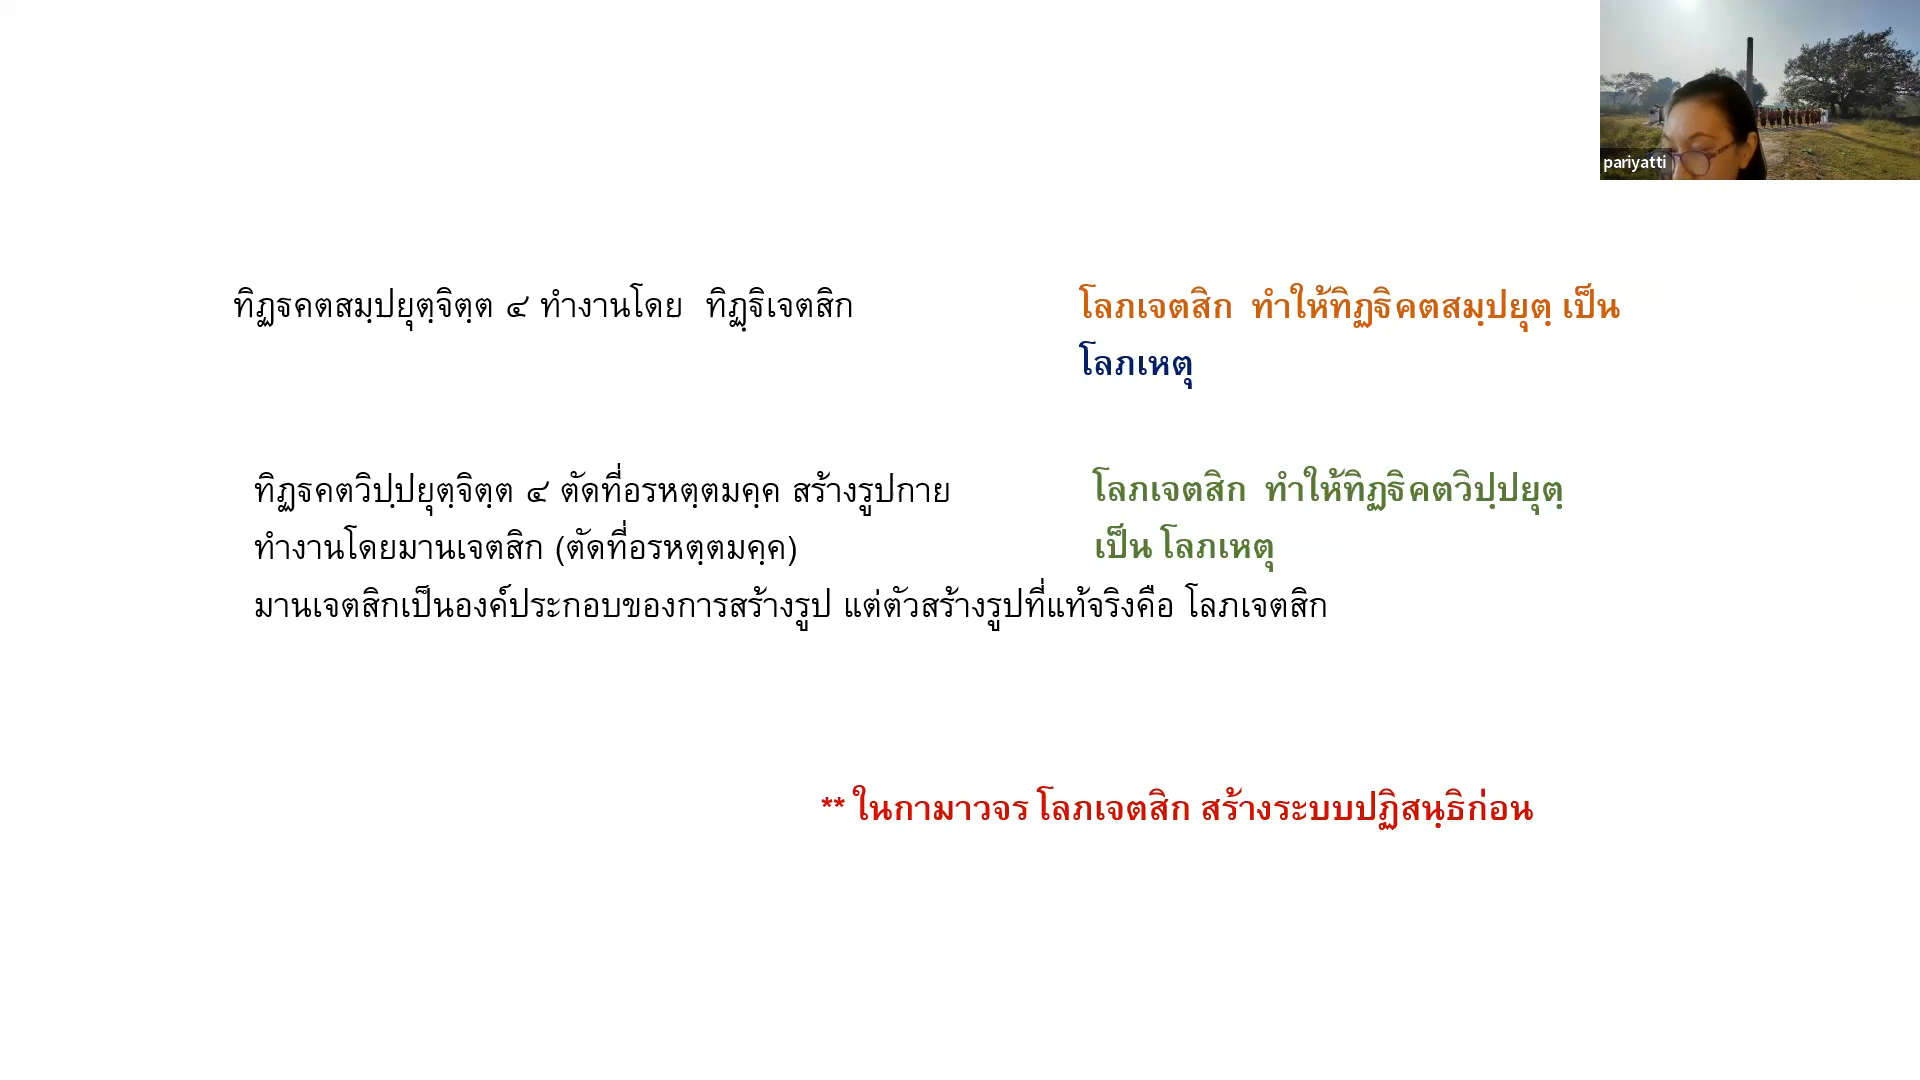 pariyatti
ทิฏฐคตสมฺปยุตฺจิตฺต ๔ ทำงานโดย  ทิฏฺฐิเจตสิก
โลภเจตสิก  ทำให้ทิฏฐิคตสมฺปยุตฺ เป็น
โลภเหตุ
ทิฏฐคตวิปฺปยุตฺจิตฺต ๔ ตัดที่อรหตฺตมคฺค สร้างรูปกาย
ทำงานโดยมานเจตสิก (ตัดที่อรหตฺตมคฺค)
มานเจตสิกเป็นองค์ประกอบของการสร้างรูป แต่ตัวสร้างรูปที่แท้จริงคือ โลภเจตสิก
โลภเจตสิก  ทำให้ทิฏฐิคตวิปฺปยุตฺ
เป็น โลภเหตุ
** ในกามาวจร โลภเจตสิก สร้างระบบปฏิสนฺธิก่อน